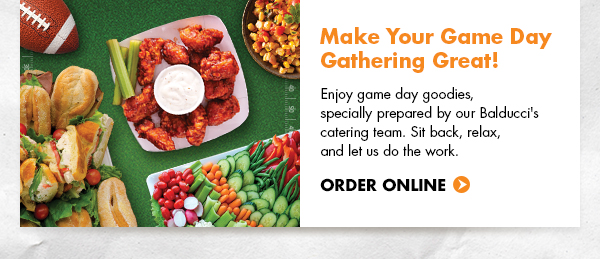 Make Your Game Day
Gathering Great!
Enjoy game day goodies,
specially prepared by our Balducci's
catering team. Sit back, relax,
and let us do the work.
ORDER ONLINE